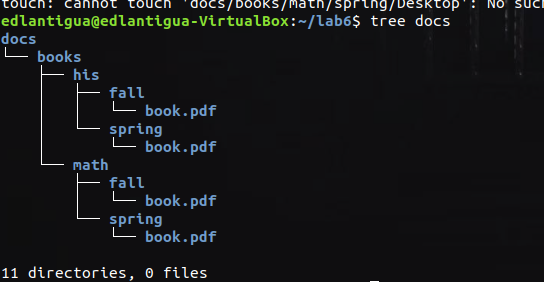 touch: cannot touch 'docs/books/math/spring/Desktop': No suc
edlantigua@edlantigua-VirtualBox:~/lab6$ tree docs
docs
└── books
    ├── his
    │   ├── fall
    │   │   └── book.pdf
    │   └── spring
    │       └── book.pdf
    └── math
        ├── fall
        │   └── book.pdf
        └── spring
            └── book.pdf

11 directories, 0 files